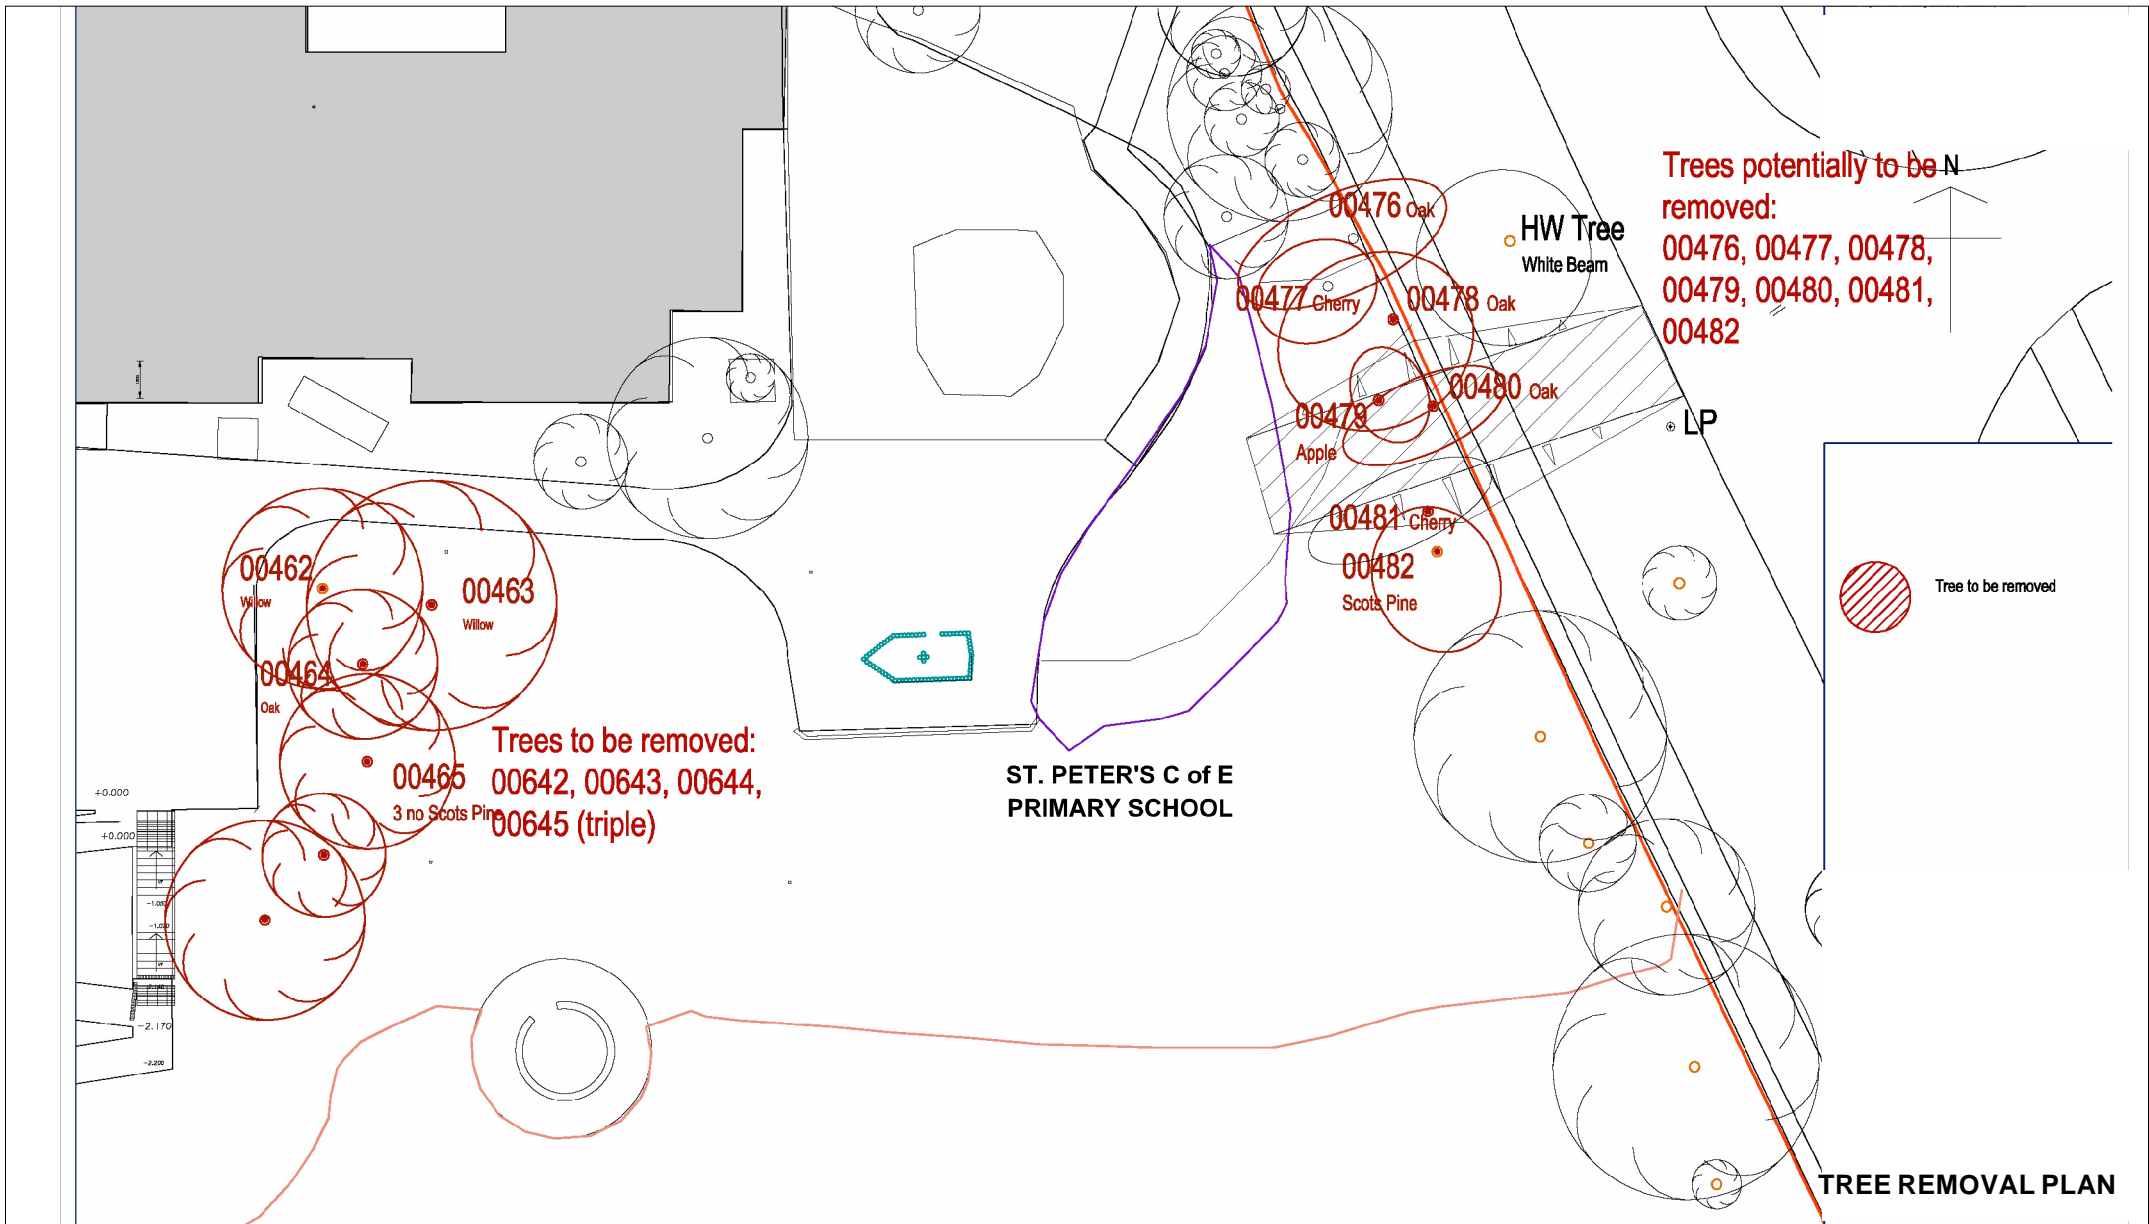 Trees potentially to be
removed:
00476, 00477, 00478,
00479, 00480, 00481,
00482
N
00476 Oak
HW Tree
White Beam
00477 Cherry
00478 Oak
00480 Oak
00479
Apple
LP
00481 Cherry
00482
Scots Pine
00462
Willow
00463
Willow
00464
Oak
00465
3 no Scots Pine
Trees to be removed:
00642, 00643, 00644,
00645 (triple)
ST. PETER'S C of E
PRIMARY SCHOOL
Tree to be removed
+0.000
+0.000
-2.170
-2.200
TREE REMOVAL PLAN